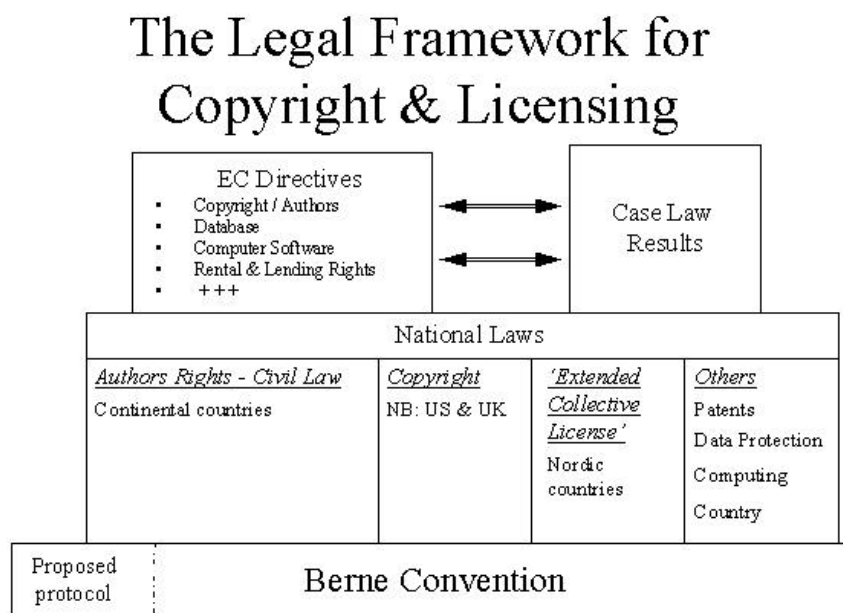 The Legal Framework for
Copyright & Licensing
EC Directives
▪ Copyright / Authors
▪ Database
▪ Computer Software
▪ Rental & Lending Rights
▪ +++
Case Law
Results
National Laws
Authors Rights - Civil Law
Continental countries
Copyright
NB: US & UK
‘Extended
Collective
License’
Nordic
countries
Others
Patents
Data Protection
Computing
Country
Proposed
protocol
Berne Convention